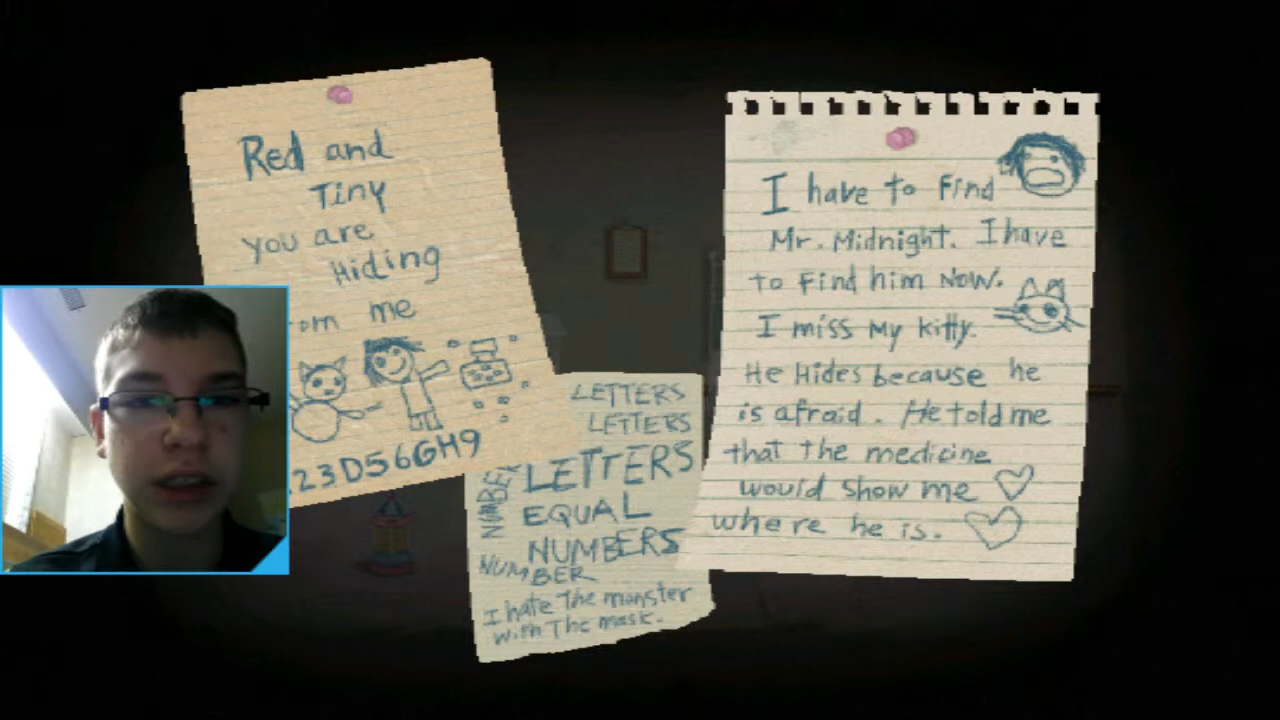 Red and
Tiny
you are
Hiding
me
23D56GH9
LETTERS
LETTERS
LETTERS
EQUAL
NUMBERS
NUMBER
NUMBER
I hate The monster
with The mask.
I have to Find
Mr. Midnight. I have
to Find him NOW.
I miss My kitty.
He Hides because he
is afraid. He told me
that the medicine
would show me
where he is.